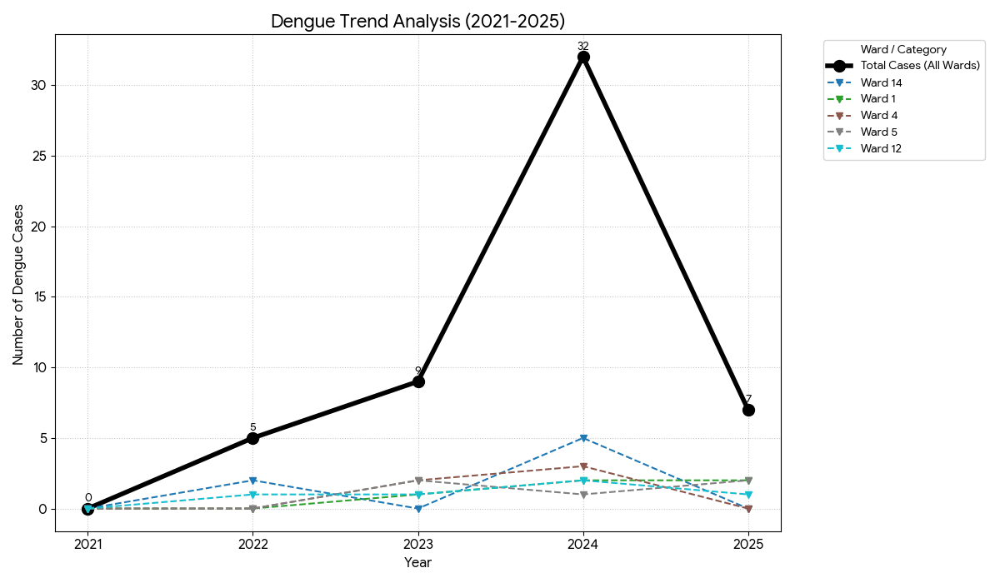 Dengue Trend Analysis (2021-2025)
Ward / Category
Total Cases (All Wards)
Ward 14
Ward 1
Ward 4
Ward 5
Ward 12
Number of Dengue Cases
30
25
20
15
10
5
0
0
5
9
32
7
2021 2022 2023 2024 2025
Year